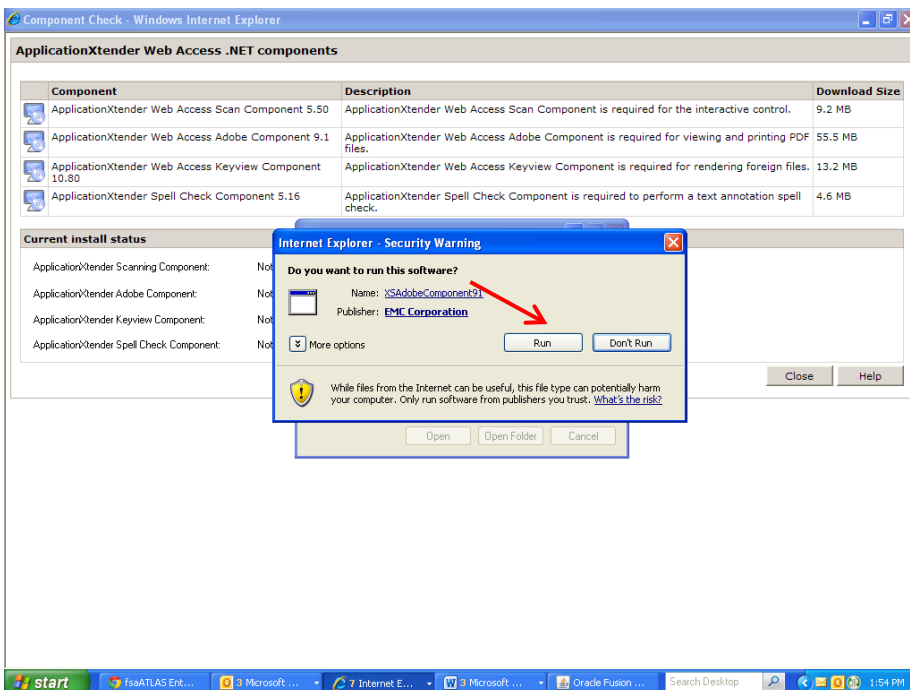 Component Check - Windows Internet Explorer
ApplicationXtender Web Access .NET components
Component Description Download Size
ApplicationXtender Web Access Scan Component 5.50 ApplicationXtender Web Access Scan Component is required for the interactive control. 9.2 MB
ApplicationXtender Web Access Adobe Component 9.1 ApplicationXtender Web Access Adobe Component is required for viewing and printing PDF 55.5 MB
files.
ApplicationXtender Web Access Keyview Component ApplicationXtender Web Access Keyview Component is required for rendering foreign files. 13.2 MB
10.80
ApplicationXtender Spell Check Component 5.16 ApplicationXtender Spell Check Component is required to perform a text annotation spell 4.6 MB
check.
Current install status
ApplicationXtender Scanning Component: Not
ApplicationXtender Adobe Component: Not
ApplicationXtender Keyview Component: Not
ApplicationXtender Spell Check Component: Not
Internet Explorer - Security Warning
Do you want to run this software?
Name: XSAdobeComponent91
Publisher: EMC Corporation
More options Run Don't Run
While files from the Internet can be useful, this file type can potentially harm
your computer. Only run software from publishers you trust. What's the risk?
Open Open Folder Cancel
Close Help
start fsaATLAS Ent... 3 Microsoft ... 7 Internet E... 3 Microsoft ... Oracle Fusion ... Search Desktop 1:54 PM